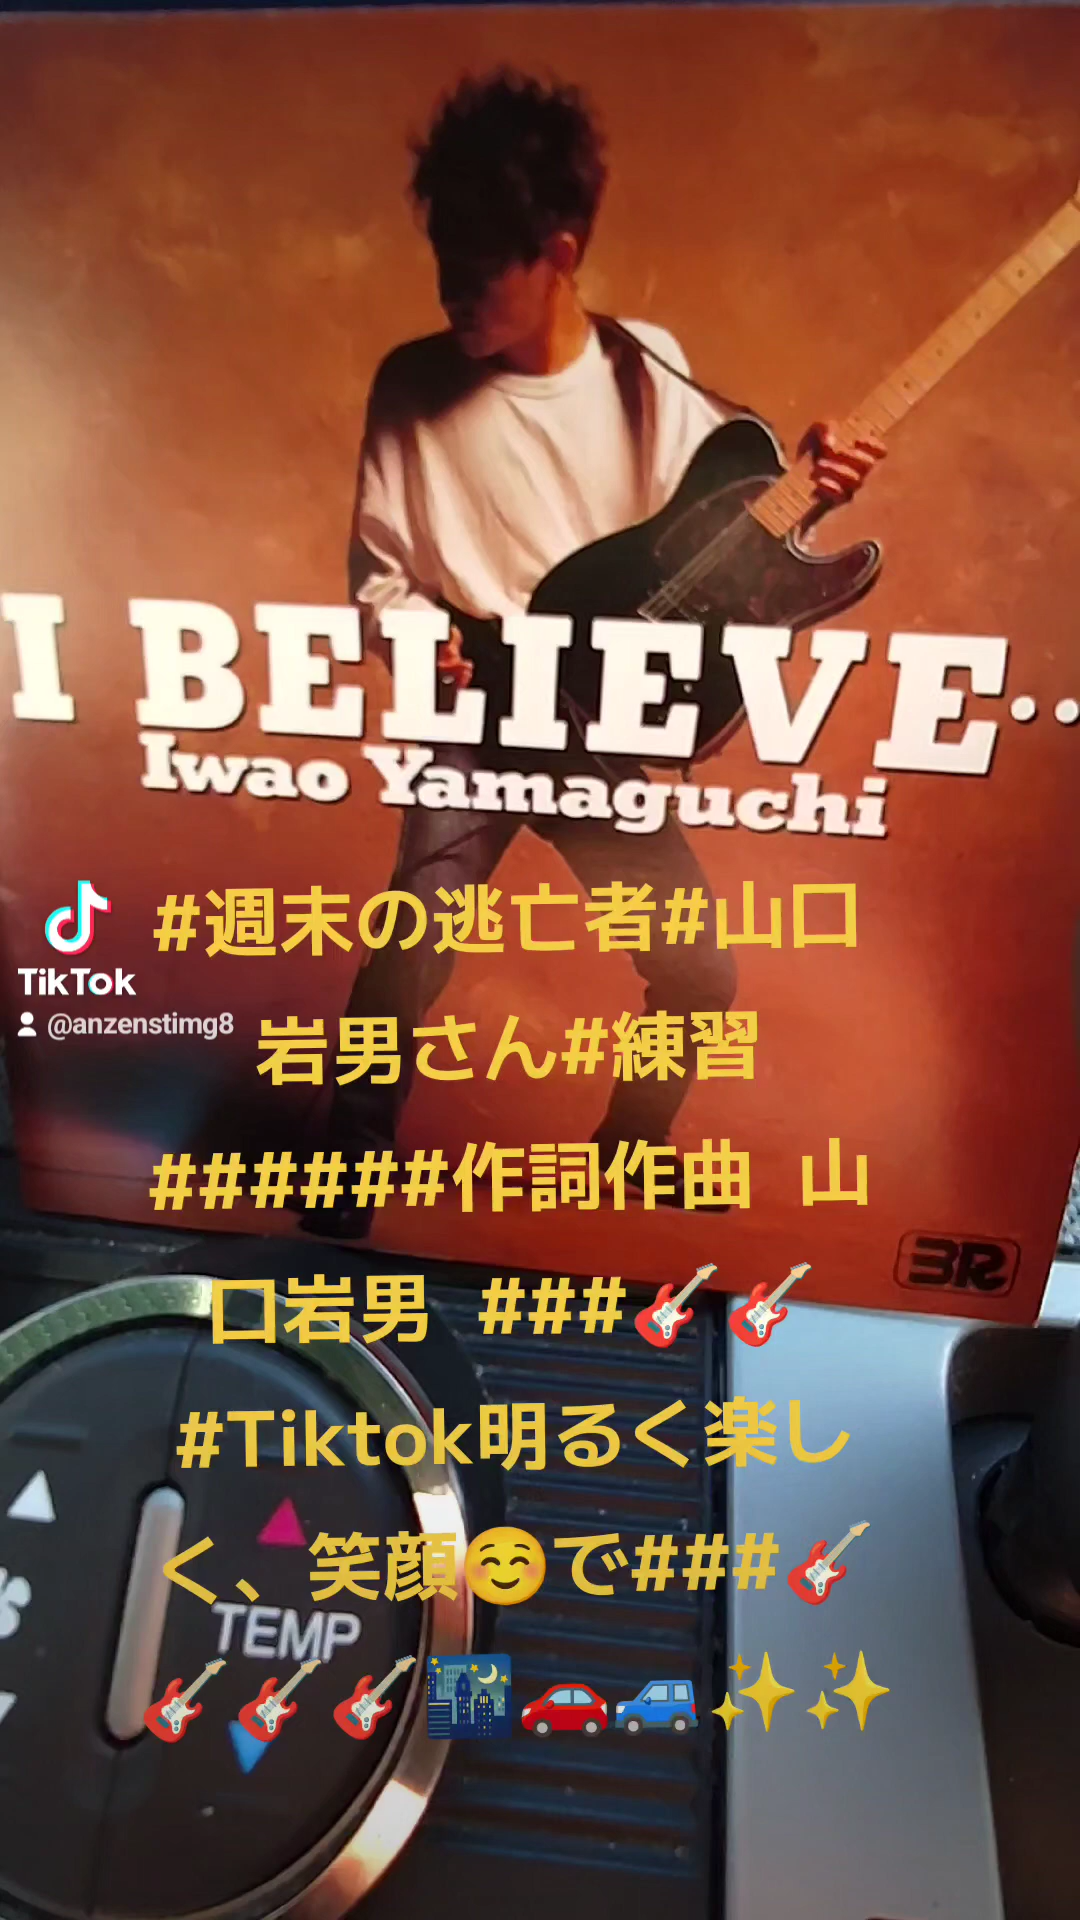 I BELIEVE..
Iwao Yamaguchi
TikTok
@anzenstimg8
#週末の逃亡者#山口
岩男さん#練習
######作詞作曲 山
口岩男 ###🎸🎸
#Tiktok明るく楽し
く、笑顔☺️で###🎸
🎸🎸🎸🌃🚗🚙✨✨
BR
TEMP